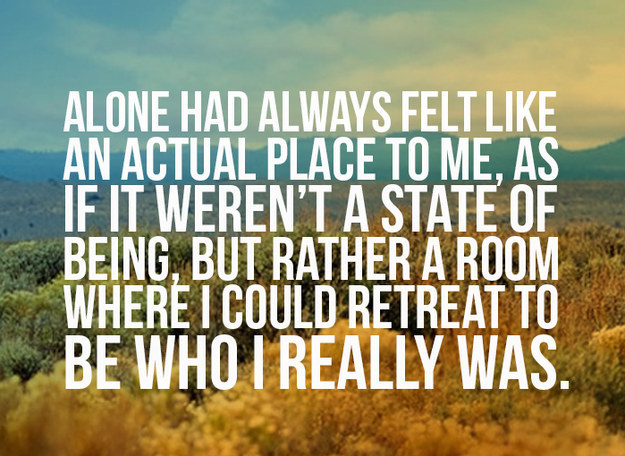 ALONE HAD ALWAYS FELT LIKE
AN ACTUAL PLACE TO ME, AS
IF IT WEREN'T A STATE OF
BEING, BUT RATHER A ROOM
WHERE I COULD RETREAT TO
BE WHO I REALLY WAS.